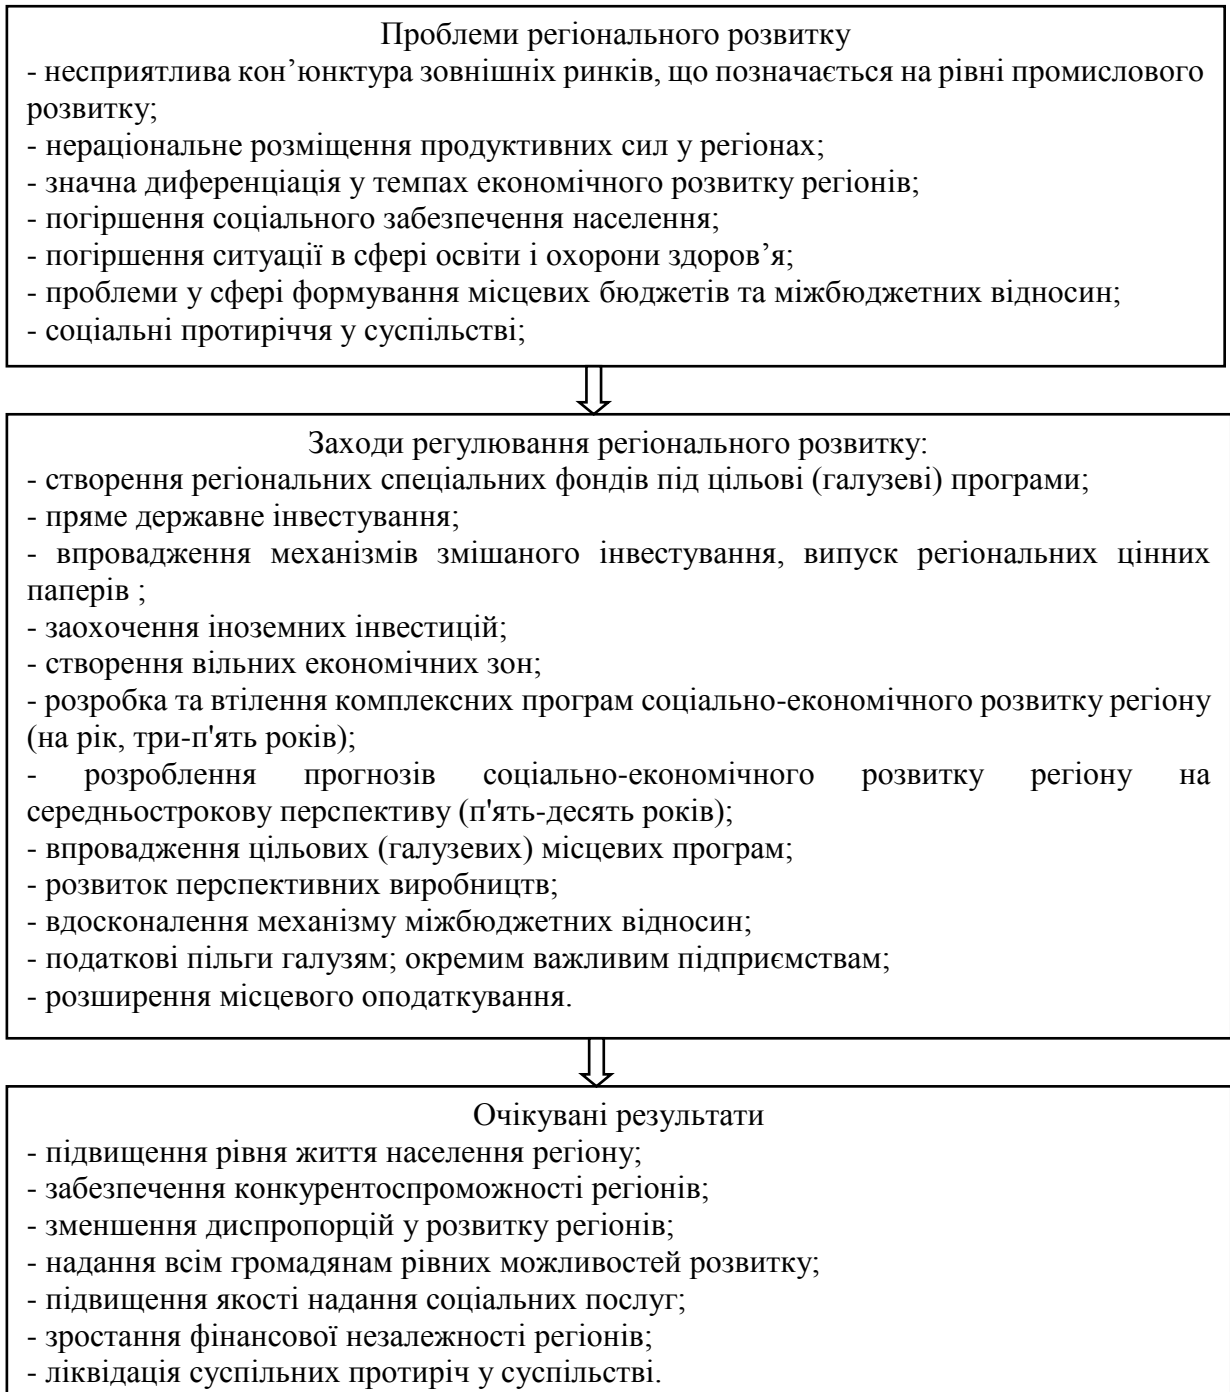 Проблеми регіонального розвитку
- несприятлива кон’юнктура зовнішніх ринків, що позначається на рівні промислового
розвитку;
- нераціональне розміщення продуктивних сил у регіонах;
- значна диференціація у темпах економічного розвитку регіонів;
- погіршення соціального забезпечення населення;
- погіршення ситуації в сфері освіти і охорони здоров’я;
- проблеми у сфері формування місцевих бюджетів та міжбюджетних відносин;
- соціальні протиріччя у суспільстві;
Заходи регулювання регіонального розвитку:
- створення регіональних спеціальних фондів під цільові (галузеві) програми;
- пряме державне інвестування;
- впровадження механізмів змішаного інвестування, випуск регіональних цінних
паперів ;
- заохочення іноземних інвестицій;
- створення вільних економічних зон;
- розробка та втілення комплексних програм соціально-економічного розвитку регіону
(на рік, три-п'ять років);
- розроблення прогнозів соціально-економічного розвитку регіону на
середньострокову перспективу (п'ять-десять років);
- впровадження цільових (галузевих) місцевих програм;
- розвиток перспективних виробництв;
- вдосконалення механізму міжбюджетних відносин;
- податкові пільги галузям; окремим важливим підприємствам;
- розширення місцевого оподаткування.
Очікувані результати
- підвищення рівня життя населення регіону;
- забезпечення конкурентоспроможності регіонів;
- зменшення диспропорцій у розвитку регіонів;
- надання всім громадянам рівних можливостей розвитку;
- підвищення якості надання соціальних послуг;
- зростання фінансової незалежності регіонів;
- ліквідація суспільних протиріч у суспільстві.